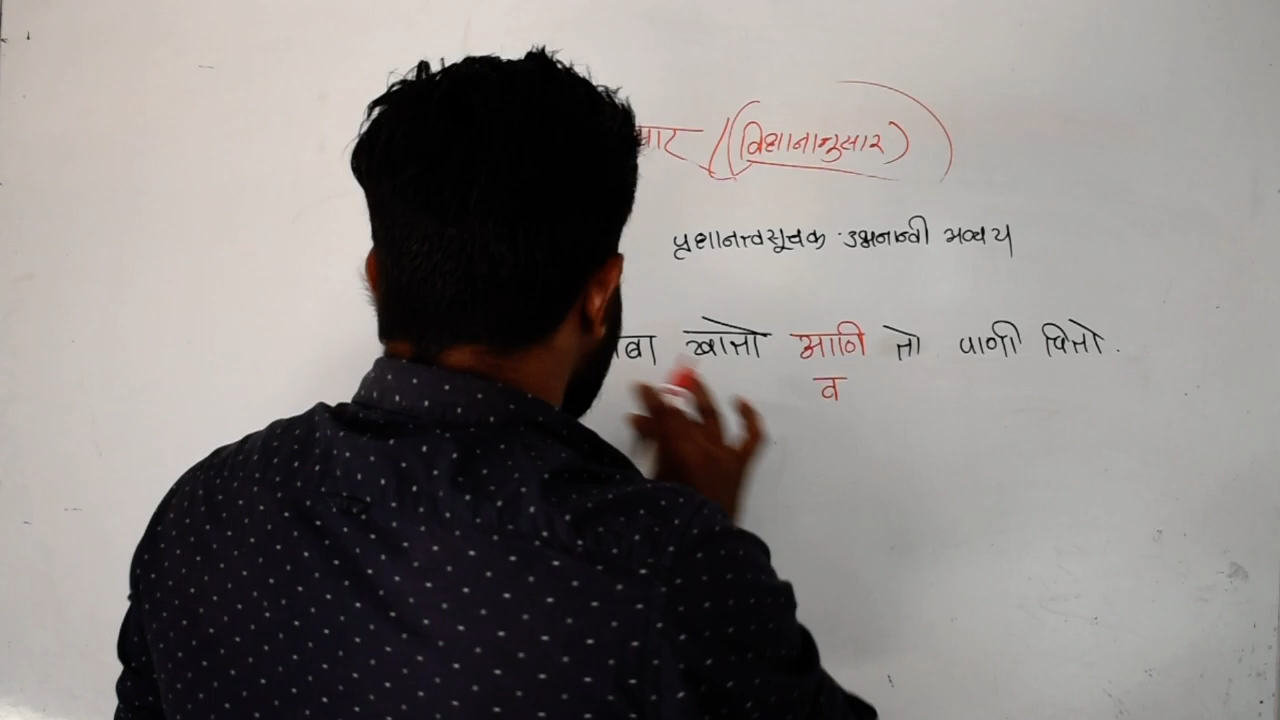 (विधानानुसार)
प्रधानत्वसूचक उभयान्वयी अव्यय
खातो आणि तो पाणी पितो.
व